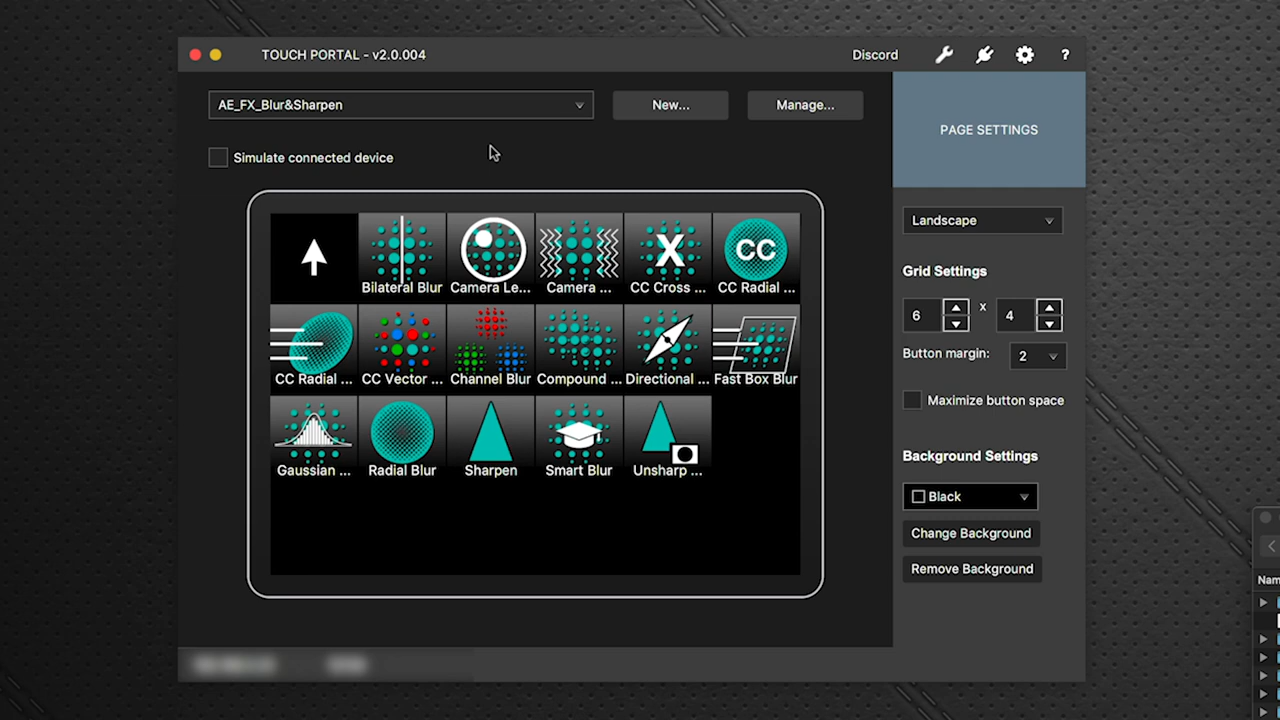 TOUCH PORTAL - v2.0.004
Discord
?
AE_FX_Blur&Sharpen
New...
Manage...
PAGE SETTINGS
Simulate connected device
Landscape
Grid Settings
6 x 4
Button margin: 2
Maximize button space
Background Settings
Black
Change Background
Remove Background
Bilateral Blur
Camera Le...
Camera ...
X
CC Cross ...
CC
CC Radial ...
CC Radial ...
CC Vector ...
Channel Blur
Compound ...
Directional ...
Fast Box Blur
Gaussian ...
Radial Blur
Sharpen
Smart Blur
Unsharp ...
Nam